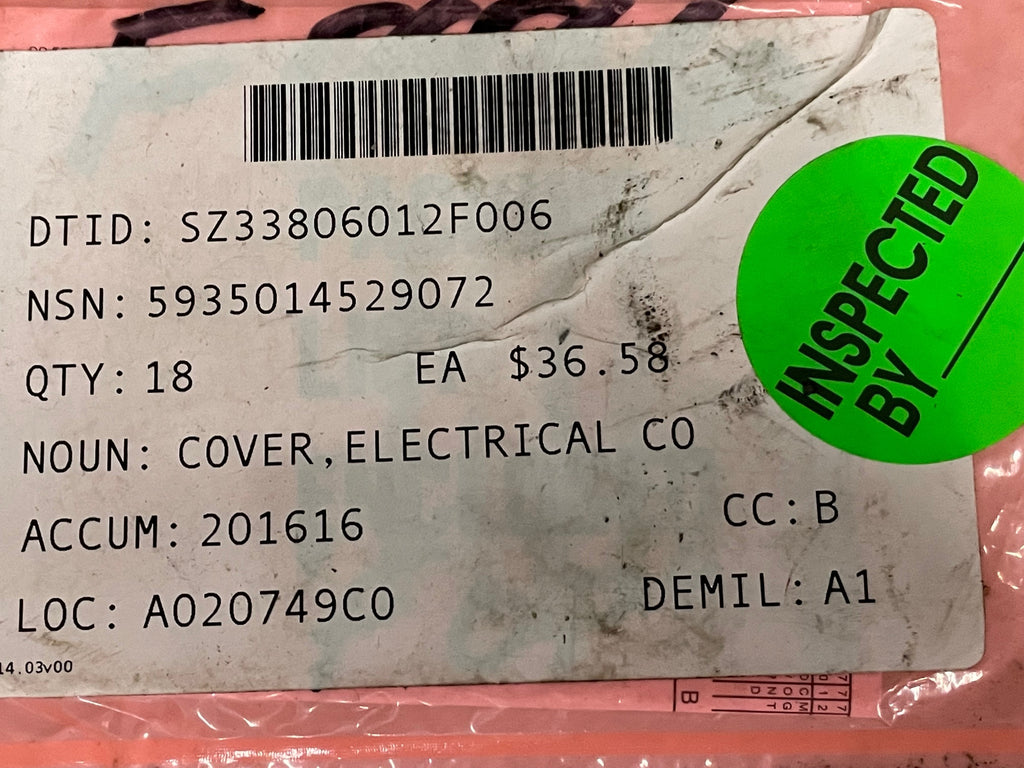 DTID: SZ33806012F006
NSN: 5935014529072
QTY: 18 EA $36.58
NOUN: COVER,ELECTRICAL CO
ACCUM: 201616 CC: B
LOC: A020749C0 DEMIL: A1
14.03v00
INSPECTED
BY
B